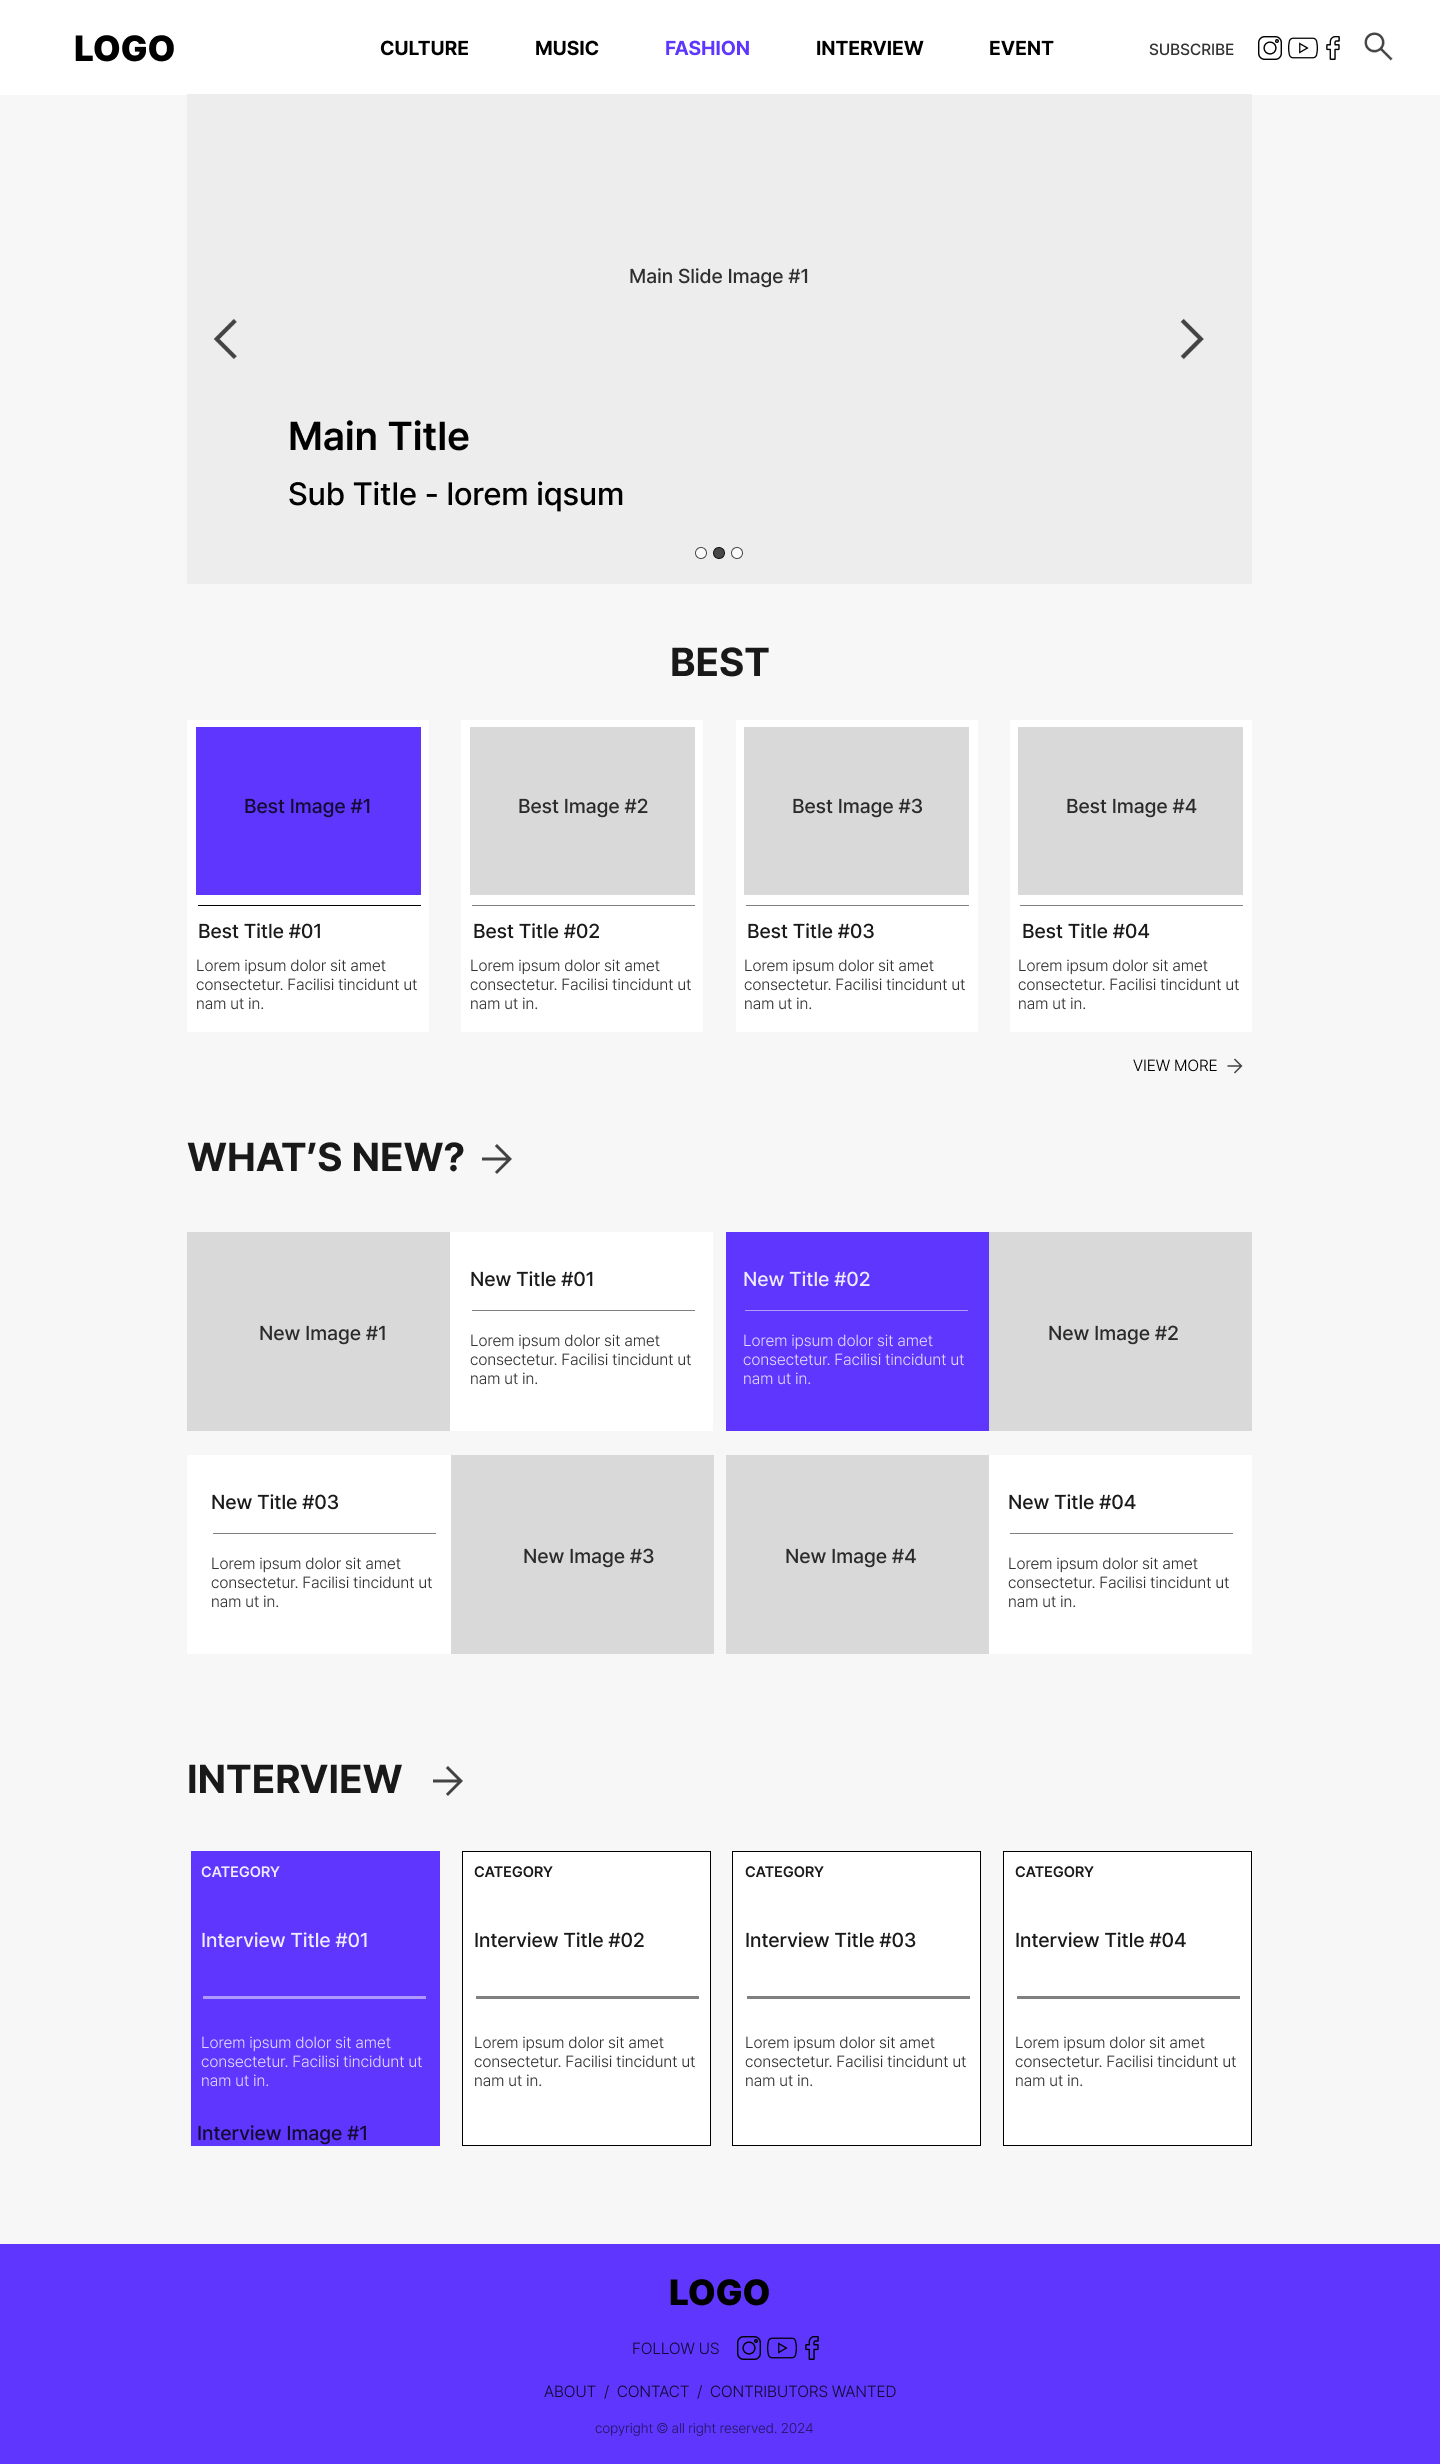 LOGO
CULTURE MUSIC FASHION INTERVIEW EVENT SUBSCRIBE
Main Slide Image #1
Main Title
Sub Title - lorem iqsum
BEST
Best Image #1
Best Title #01
Lorem ipsum dolor sit amet
consectetur. Facilisi tincidunt ut
nam ut in.
Best Image #2
Best Title #02
Lorem ipsum dolor sit amet
consectetur. Facilisi tincidunt ut
nam ut in.
Best Image #3
Best Title #03
Lorem ipsum dolor sit amet
consectetur. Facilisi tincidunt ut
nam ut in.
Best Image #4
Best Title #04
Lorem ipsum dolor sit amet
consectetur. Facilisi tincidunt ut
nam ut in.
VIEW MORE
WHAT’S NEW?
New Image #1
New Title #01
Lorem ipsum dolor sit amet
consectetur. Facilisi tincidunt ut
nam ut in.
New Title #02
Lorem ipsum dolor sit amet
consectetur. Facilisi tincidunt ut
nam ut in.
New Image #2
New Title #03
Lorem ipsum dolor sit amet
consectetur. Facilisi tincidunt ut
nam ut in.
New Image #3
New Image #4
New Title #04
Lorem ipsum dolor sit amet
consectetur. Facilisi tincidunt ut
nam ut in.
INTERVIEW
CATEGORY
Interview Title #01
Lorem ipsum dolor sit amet
consectetur. Facilisi tincidunt ut
nam ut in.
Interview Image #1
CATEGORY
Interview Title #02
Lorem ipsum dolor sit amet
consectetur. Facilisi tincidunt ut
nam ut in.
CATEGORY
Interview Title #03
Lorem ipsum dolor sit amet
consectetur. Facilisi tincidunt ut
nam ut in.
CATEGORY
Interview Title #04
Lorem ipsum dolor sit amet
consectetur. Facilisi tincidunt ut
nam ut in.
LOGO
FOLLOW US
ABOUT / CONTACT / CONTRIBUTORS WANTED
copyright © all right reserved. 2024